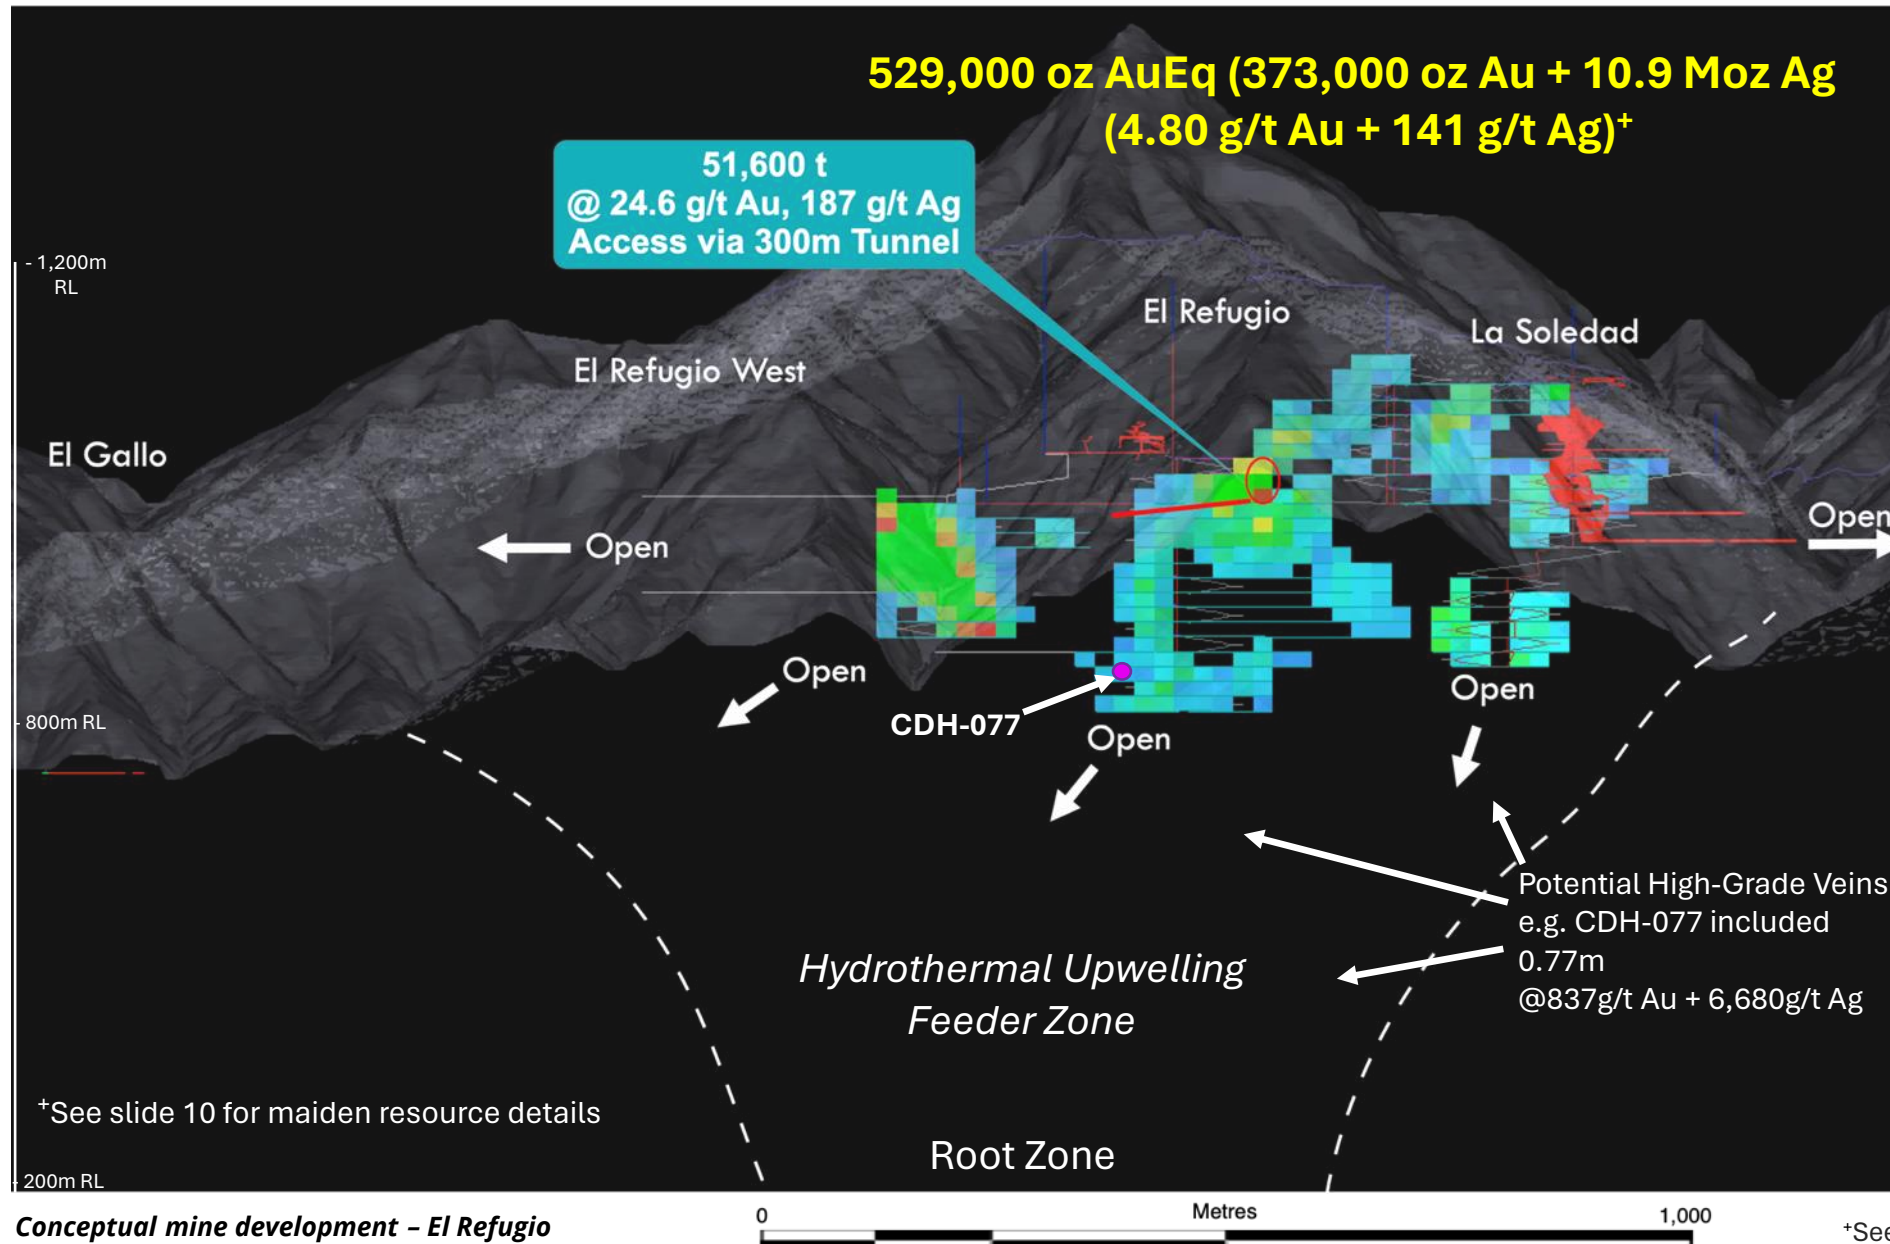 529,000 oz AuEq (373,000 oz Au + 10.9 Moz Ag
(4.80 g/t Au + 141 g/t Ag)⁺
51,600 t
@ 24.6 g/t Au, 187 g/t Ag
Access via 300m Tunnel
- 1,200m
RL
El Refugio
La Soledad
El Refugio West
El Gallo
Open
Open
Open
Open
CDH-077
Open
- 800m RL
Potential High-Grade Veins
e.g. CDH-077 included
0.77m
@837g/t Au + 6,680g/t Ag
Hydrothermal Upwelling
Feeder Zone
⁺See slide 10 for maiden resource details
Root Zone
200m RL
Conceptual mine development – El Refugio
0
Metres
1,000
⁺See